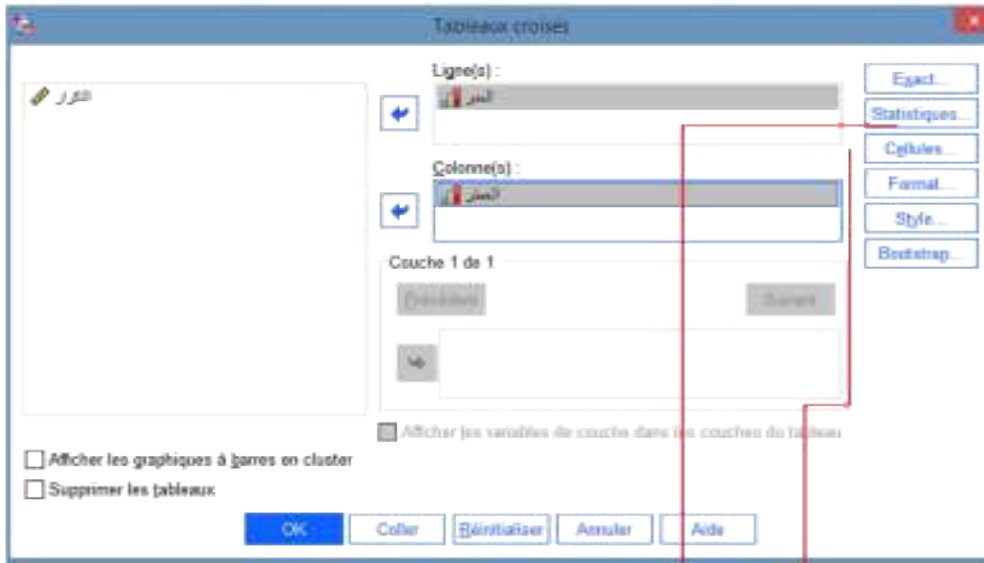 Tableaux croisés
التكرار
Ligne(s) :
Colonne(s) :
Couche 1 de 1
Précédent
Suivant
Afficher les variables de couche dans les couches du tableau
Afficher les graphiques à barres en cluster
Supprimer les tableaux
Exact...
Statistiques...
Cellules...
Format...
Style...
Bootstrap...
OK
Coller
Réinitialiser
Annuler
Aide